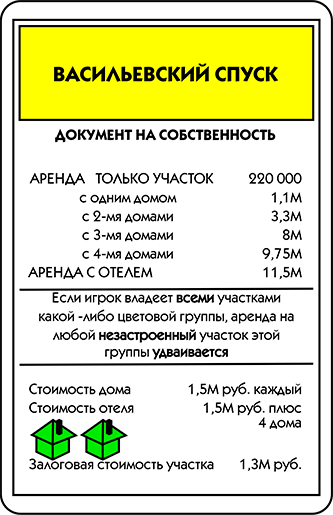 ВАСИЛЬЕВСКИЙ СПУСК
ДОКУМЕНТ НА СОБСТВЕННОСТЬ
АРЕНДА ТОЛЬКО УЧАСТОК 220 000
с одним домом 1,1М
с 2-мя домами 3,3М
с 3-мя домами 8М
с 4-мя домами 9,75М
АРЕНДА С ОТЕЛЕМ 11,5М
Если игрок владеет всеми участками
какой -либо цветовой группы, аренда на
любой незастроенный участок этой
группы удваивается
Стоимость дома 1,5М руб. каждый
Стоимость отеля 1,5М руб. плюс
4 дома
Залоговая стоимость участка 1,3М руб.